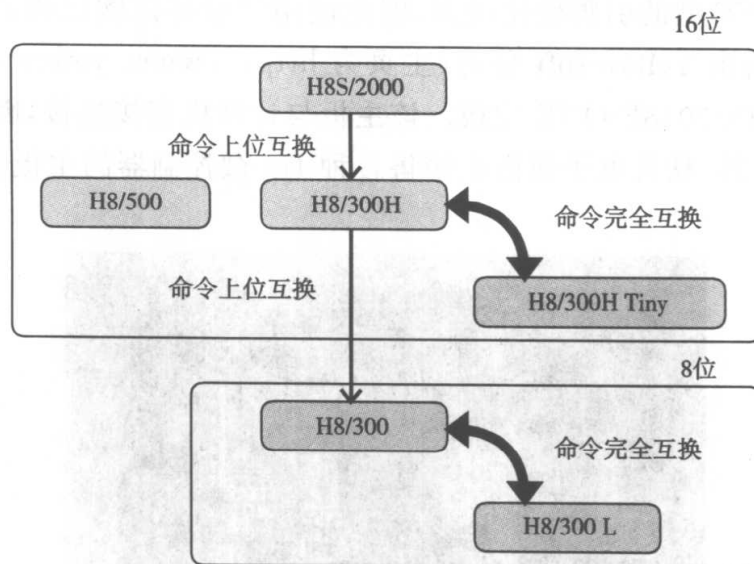 16位
H8S/2000
命令上位互换
H8/500
H8/300H
命令完全互换
命令上位互换
H8/300H Tiny
8位
H8/300
命令完全互换
H8/300 L